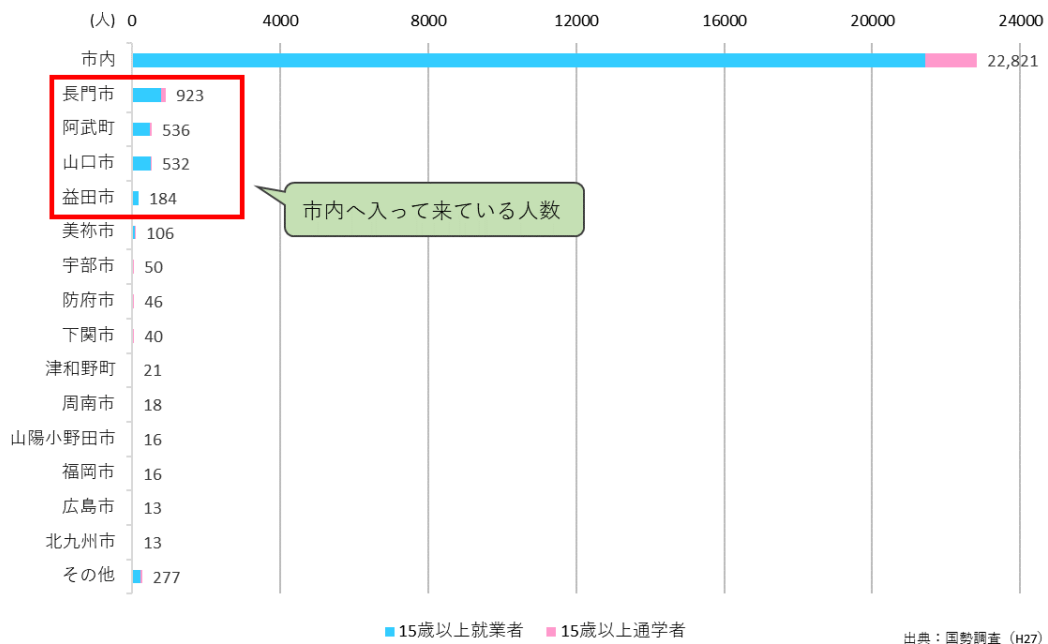 (人) 0 4000 8000 12000 16000 20000 24000
市内 22,821
長門市 923
阿武町 536
山口市 532
益田市 184
市内へ入って来ている人数
美祢市 106
宇部市 50
防府市 46
下関市 40
津和野町 21
周南市 18
山陽小野田市 16
福岡市 16
広島市 13
北九州市 13
その他 277
15歳以上就業者 15歳以上通学者
出典：国勢調査（H27）